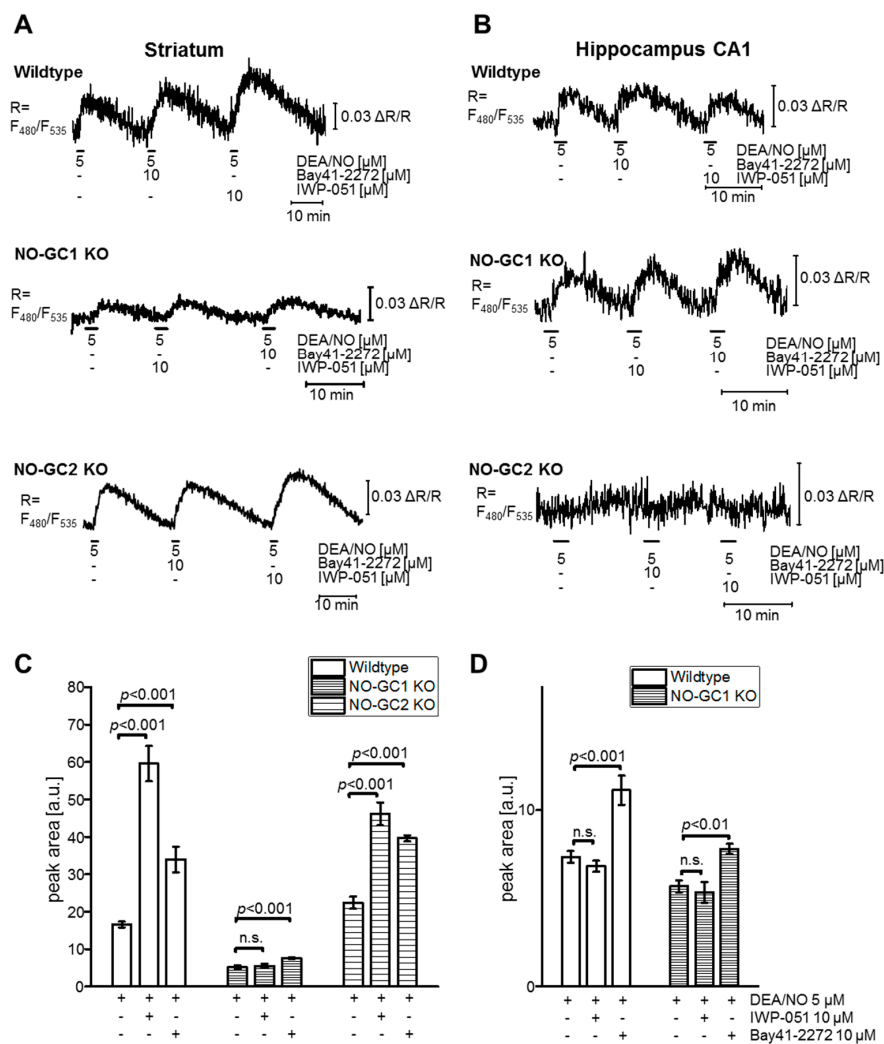 A
Striatum
Wildtype
R=
F480/F535
0.03 ΔR/R
5 5 5 DEA/NO [µM]
- 10 - Bay41-2272 [µM]
- - 10 IWP-051 [µM]
10 min
NO-GC1 KO
R=
F480/F535
0.03 ΔR/R
5 5 5 DEA/NO [µM]
- - 10 Bay41-2272 [µM]
- 10 - IWP-051 [µM]
10 min
NO-GC2 KO
R=
F480/F535
0.03 ΔR/R
5 5 5 DEA/NO [µM]
- 10 - Bay41-2272 [µM]
- - 10 IWP-051 [µM]
10 min
B
Hippocampus CA1
Wildtype
R=
F480/F535
0.03 ΔR/R
5 5 5 DEA/NO [µM]
- 10 - Bay41-2272 [µM]
- - 10 IWP-051 [µM]
10 min
NO-GC1 KO
R=
F480/F535
0.03 ΔR/R
5 5 5 DEA/NO [µM]
- - 10 Bay41-2272 [µM]
- 10 - IWP-051 [µM]
10 min
NO-GC2 KO
R=
F480/F535
0.03 ΔR/R
5 5 5 DEA/NO [µM]
- 10 - Bay41-2272 [µM]
- - 10 IWP-051 [µM]
10 min
C
Wildtype
NO-GC1 KO
NO-GC2 KO
peak area [a.u.]
80
70
60
50
40
30
20
10
0
p<0.001
p<0.001
p<0.001
n.s.
p<0.001
p<0.001
+ + + + + + + + +
- + - - + - - + -
- - + - - + - - +
D
Wildtype
NO-GC1 KO
peak area [a.u.]
10
0
p<0.001
n.s.
p<0.01
n.s.
+ + + + + + DEA/NO 5 µM
- + - - + - IWP-051 10 µM
- - + - - + Bay41-2272 10 µM